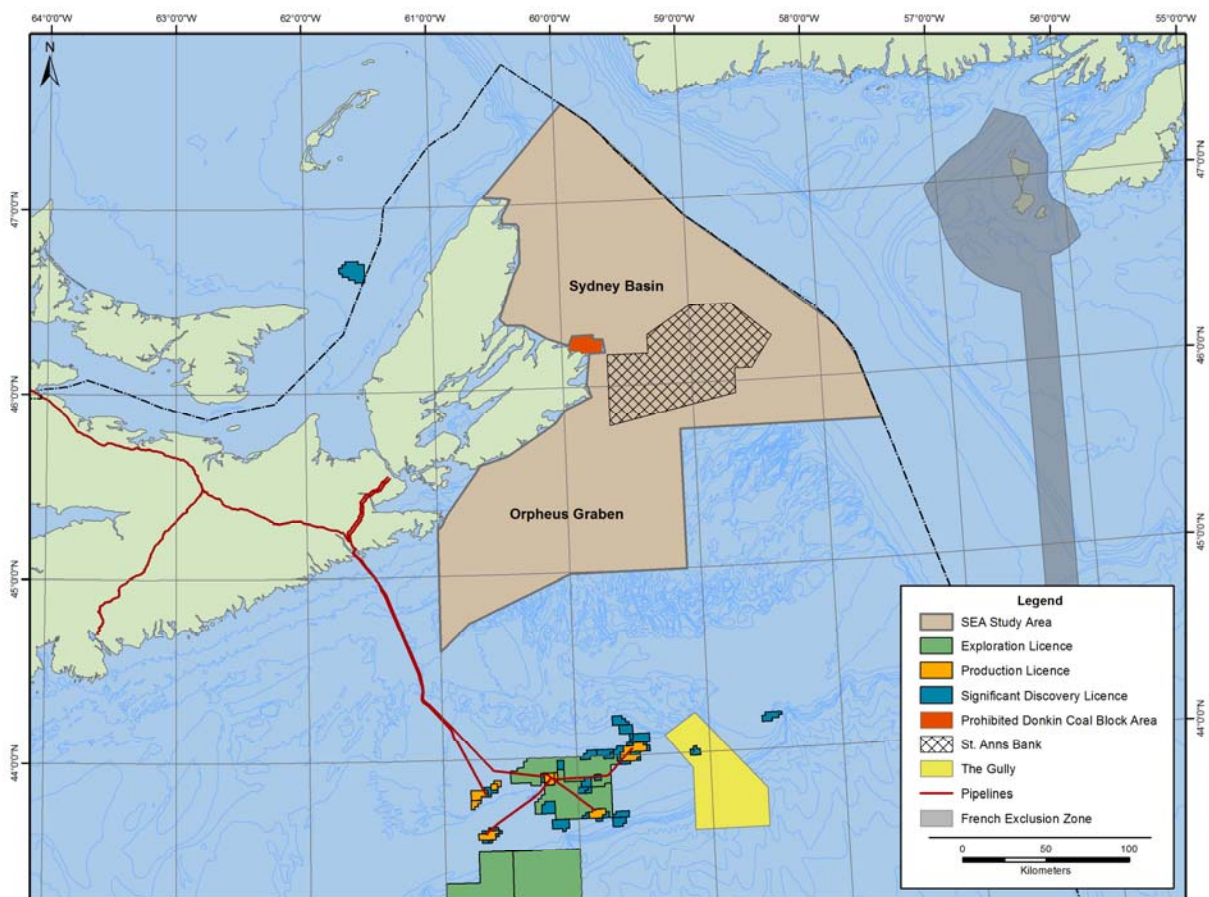 64°0'0"W 63°0'0"W 62°0'0"W 61°0'0"W 60°0'0"W 59°0'0"W 58°0'0"W 57°0'0"W 56°0'0"W 55°0'0"W
N
47°0'0"N
47°0'0"N
Sydney Basin
46°0'0"N
46°0'0"N
Orpheus Graben
45°0'0"N
45°0'0"N
Legend
SEA Study Area
Exploration Licence
Production Licence
Significant Discovery Licence
Prohibited Donkin Coal Block Area
St. Anns Bank
The Gully
Pipelines
French Exclusion Zone
0 50 100
Kilometers
44°0'0"N
44°0'0"N